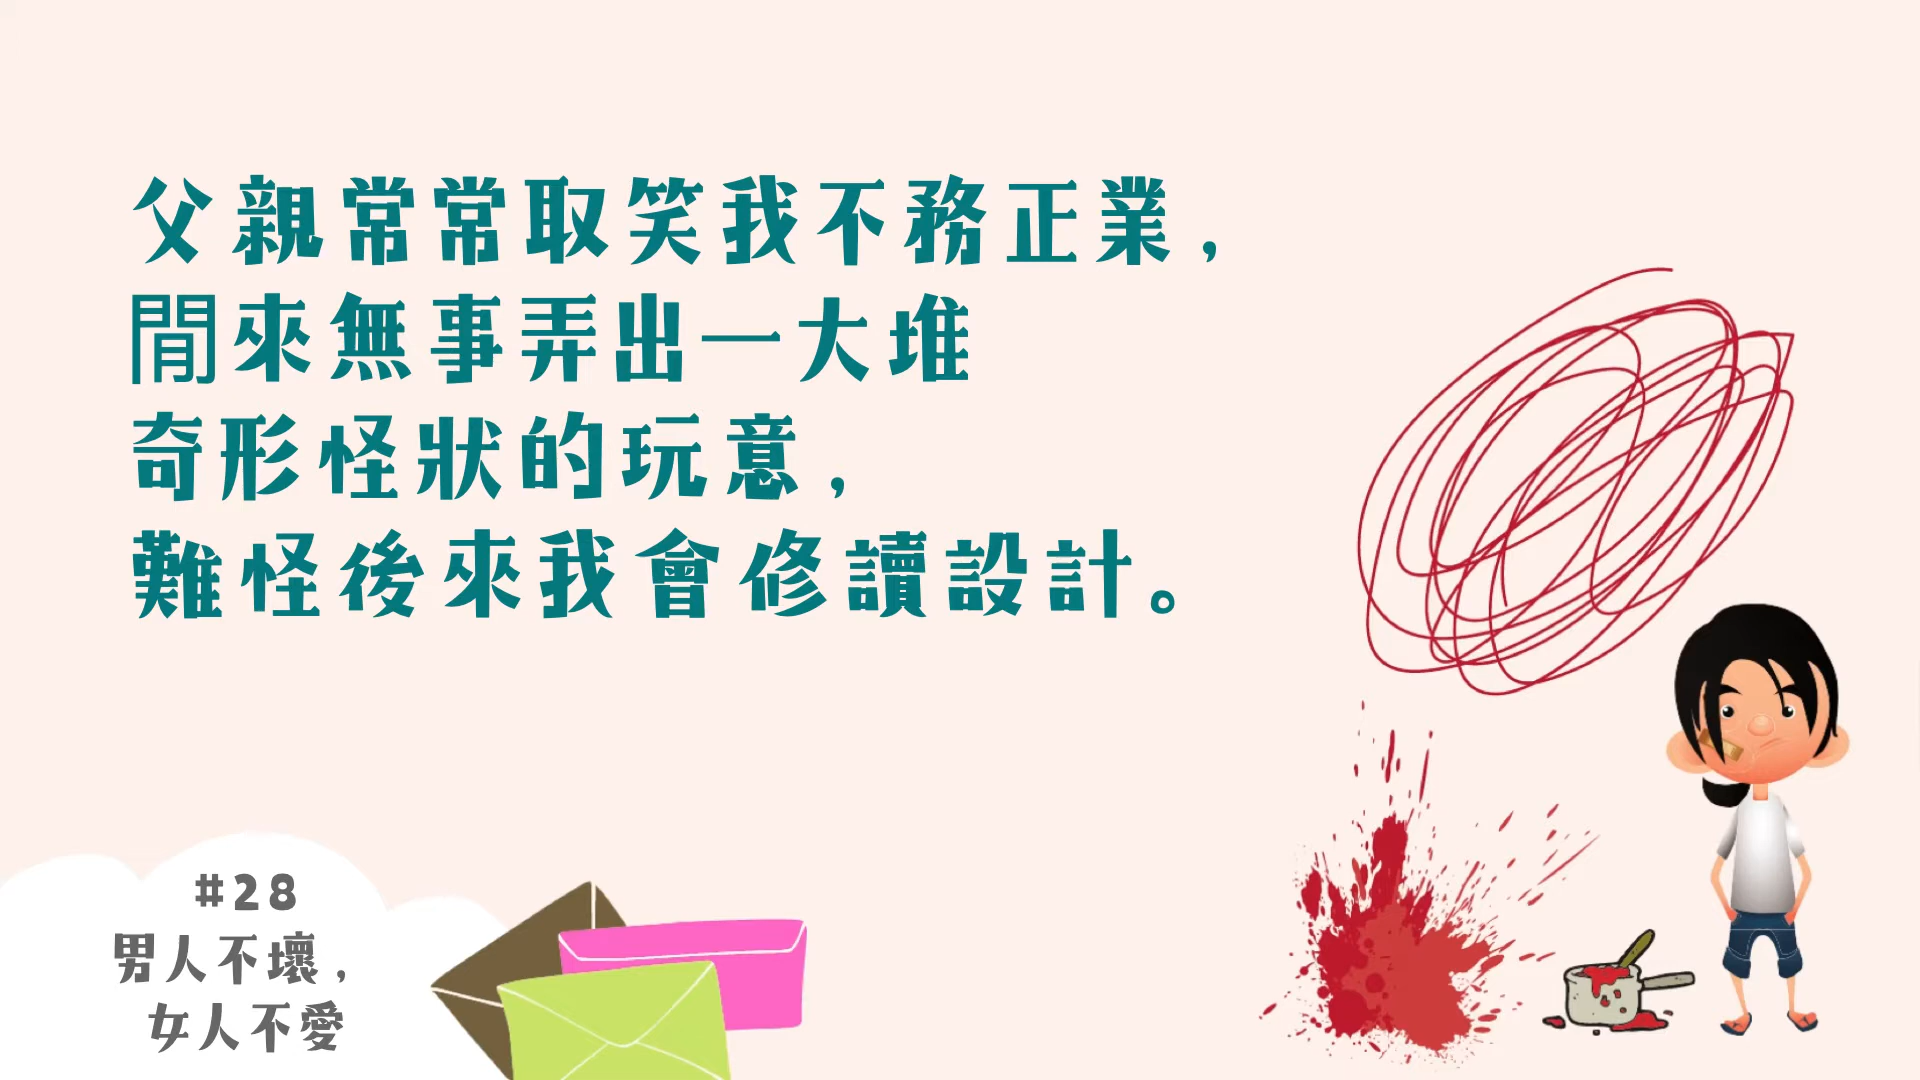 父親常常取笑我不務正業，
閒來無事弄出一大堆
奇形怪狀的玩意，
難怪後來我會修讀設計。
#28
男人不壞，
女人不愛